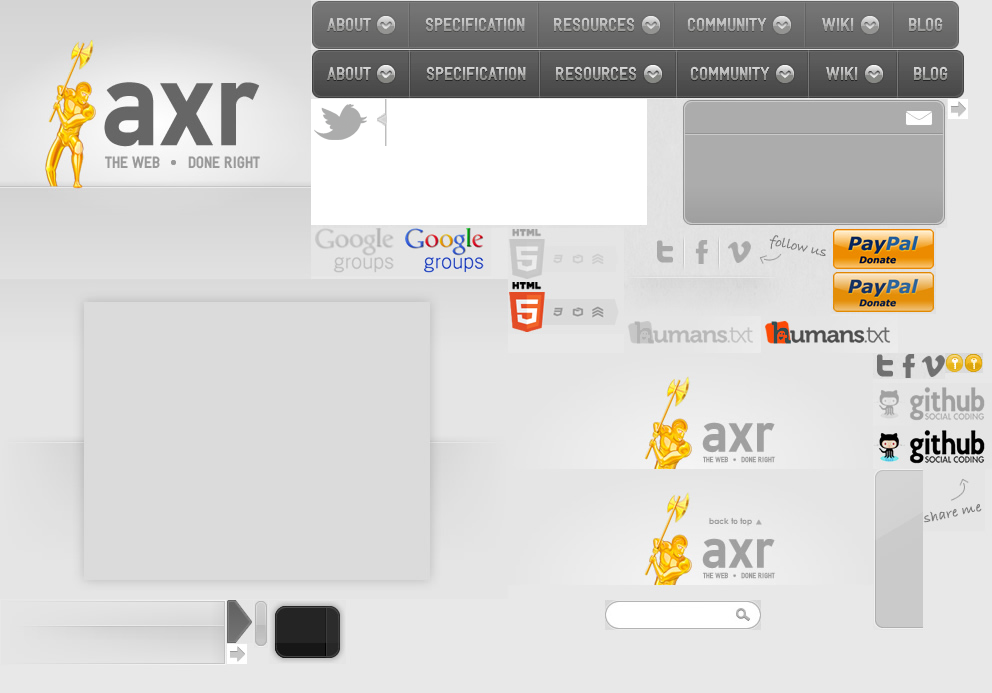 ABOUT SPECIFICATION RESOURCES COMMUNITY WIKI BLOG
ABOUT SPECIFICATION RESOURCES COMMUNITY WIKI BLOG
axr
THE WEB • DONE RIGHT
Google groups
Google groups
HTML
5
HTML
5
follow us
PayPal
Donate
PayPal
Donate
humans.txt
humans.txt
github
SOCIAL CODING
github
SOCIAL CODING
axr
THE WEB • DONE RIGHT
share me
back to top
axr
THE WEB • DONE RIGHT